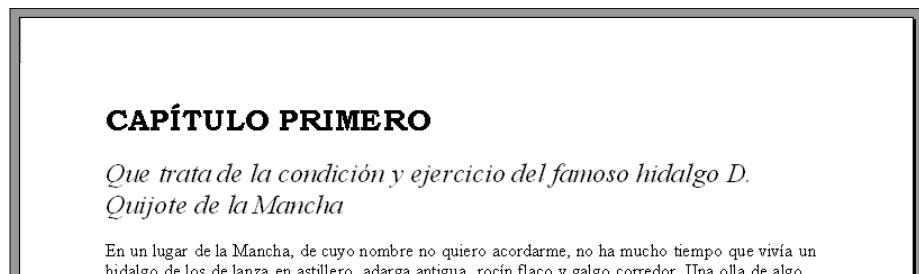 CAPÍTULO PRIMERO
Que trata de la condición y ejercicio del famoso hidalgo D.
Quijote de la Mancha
En un lugar de la Mancha, de cuyo nombre no quiero acordarme, no ha mucho tiempo que vivía un
hidalgo de los de lanza en astillero, adarga antigua, rocín flaco y galgo corredor. Una olla de algo